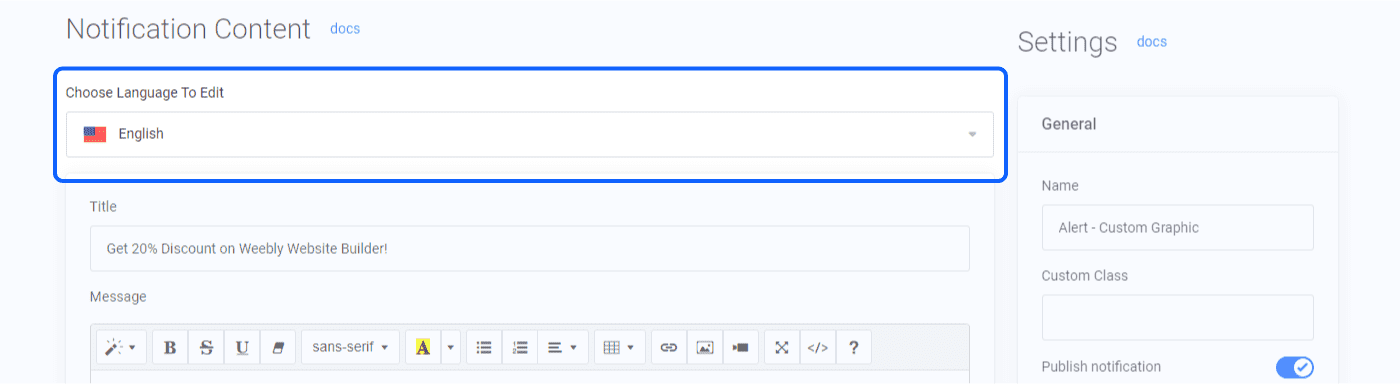 Notification Content docs
Choose Language To Edit
English
Title
Get 20% Discount on Weebly Website Builder!
Message
B S U sans-serif A </> ?
Settings docs
General
Name
Alert - Custom Graphic
Custom Class
Publish notification